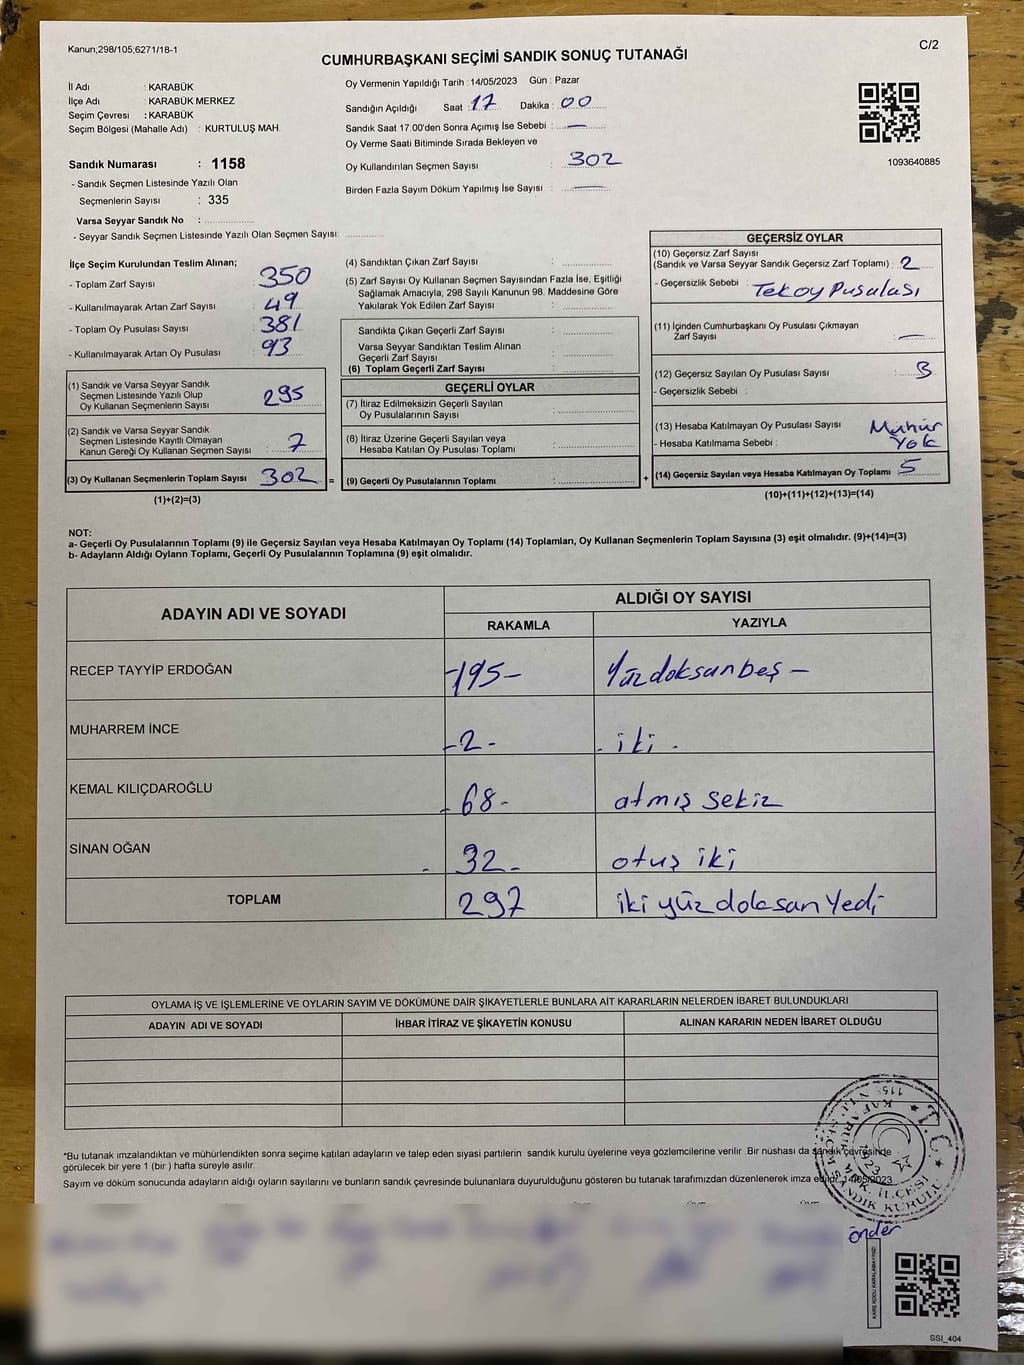 Kanun;298/105;6271/18-1
C/2
CUMHURBAŞKANI SEÇİMİ SANDIK SONUÇ TUTANAĞI
İl Adı : KARABÜK
İlçe Adı : KARABÜK MERKEZ
Seçim Çevresi : KARABÜK
Seçim Bölgesi (Mahalle Adı) : KURTULUŞ MAH.
Sandık Numarası : 1158
- Sandık Seçmen Listesinde Yazılı Olan
Seçmenlerin Sayısı : 335
Varsa Seyyar Sandık No :
- Seyyar Sandık Seçmen Listesinde Yazılı Olan Seçmen Sayısı:
Oy Vermenin Yapıldığı Tarih : 14/05/2023 Gün : Pazar
Sandığın Açıldığı Saat : 17 Dakika : 00
Sandık Saat 17.00'den Sonra Açımış İse Sebebi : —
Oy Verme Saati Bitiminde Sırada Bekleyen ve
Oy Kullandırılan Seçmen Sayısı : 302
Birden Fazla Sayım Döküm Yapılmış İse Sayısı : —
1093640885
İlçe Seçim Kurulundan Teslim Alınan;
- Toplam Zarf Sayısı : 350
- Kullanılmayarak Artan Zarf Sayısı : 49
- Toplam Oy Pusulası Sayısı : 381
- Kullanılmayarak Artan Oy Pusulası : 93
(1) Sandık ve Varsa Seyyar Sandık
Seçmen Listesinde Yazılı Olup
Oy Kullanan Seçmenlerin Sayısı : 295
(2) Sandık ve Varsa Seyyar Sandık
Seçmen Listesinde Kayıtlı Olmayan
Kanun Gereği Oy Kullanan Seçmen Sayısı : 7
(3) Oy Kullanan Seçmenlerin Toplam Sayısı 302
(1)+(2)=(3)
=
(4) Sandıktan Çıkan Zarf Sayısı :
(5) Zarf Sayısı Oy Kullanan Seçmen Sayısından Fazla İse, Eşitliği
Sağlamak Amacıyla, 298 Sayılı Kanunun 98. Maddesine Göre
Yakılarak Yok Edilen Zarf Sayısı :
Sandıkta Çıkan Geçerli Zarf Sayısı :
Varsa Seyyar Sandıktan Teslim Alınan
Geçerli Zarf Sayısı :
(6) Toplam Geçerli Zarf Sayısı :
GEÇERLİ OYLAR
(7) İtiraz Edilmeksizin Geçerli Sayılan
Oy Pusulalarının Sayısı :
(8) İtiraz Üzerine Geçerli Sayılan veya
Hesaba Katılan Oy Pusulası Toplamı :
(9) Geçerli Oy Pusulalarının Toplamı :
+
GEÇERSİZ OYLAR
(10) Geçersiz Zarf Sayısı
(Sandık ve Varsa Seyyar Sandık Geçersiz Zarf Toplamı) : 2
- Geçersizlik Sebebi : Tek oy Pusulası
(11) İçinden Cumhurbaşkanı Oy Pusulası Çıkmayan
Zarf Sayısı : —
(12) Geçersiz Sayılan Oy Pusulası Sayısı : 3
- Geçersizlik Sebebi :
(13) Hesaba Katılmayan Oy Pusulası Sayısı : Mühür
- Hesaba Katılmama Sebebi : Yok
(14) Geçersiz Sayılan veya Hesaba Katılmayan Oy Toplamı : 5
(10)+(11)+(12)+(13)=(14)
NOT:
a- Geçerli Oy Pusulalarının Toplamı (9) ile Geçersiz Sayılan veya Hesaba Katılmayan Oy Toplamı (14) Toplamları, Oy Kullanan Seçmenlerin Toplam Sayısına (3) eşit olmalıdır. (9)+(14)=(3)
b- Adayların Aldığı Oyların Toplamı, Geçerli Oy Pusulalarının Toplamına (9) eşit olmalıdır.
ADAYIN ADI VE SOYADI
ALDIĞI OY SAYISI
RAKAMLA YAZIYLA
RECEP TAYYİP ERDOĞAN -195- Yüzdoksanbeş -
MUHARREM İNCE -2- - iki -
KEMAL KILIÇDAROĞLU - 68- atmış sekiz
SİNAN OĞAN - 32- otuş iki
TOPLAM 297 iki yüz doksan Yedi
OYLAMA İŞ VE İŞLEMLERİNE VE OYLARIN SAYIM VE DÖKÜMÜNE DAİR ŞİKAYETLERLE BUNLARA AİT KARARLARIN NELERDEN İBARET BULUNDUKLARI
ADAYIN ADI VE SOYADI İHBAR İTİRAZ VE ŞİKAYETİN KONUSU ALINAN KARARIN NEDEN İBARET OLDUĞU
*Bu tutanak imzalandıktan ve mühürlendikten sonra seçime katılan adayların ve talep eden siyasi partilerin sandık kurulu üyelerine veya gözlemcilerine verilir. Bir nüshası da sandık çevresinde
görülecek bir yere 1 (bir ) hafta süreyle asılır.
Sayım ve döküm sonucunda adayların aldığı oyların sayılarını ve bunların sandık çevresinde bulunanlara duyurulduğunu gösteren bu tutanak tarafımızdan düzenlenerek imza edildi. 14/05/2023
T.C.
1923
SANDIK KURULU
önder
KARE KODU KARALAMAYINIZ!
SSI_404